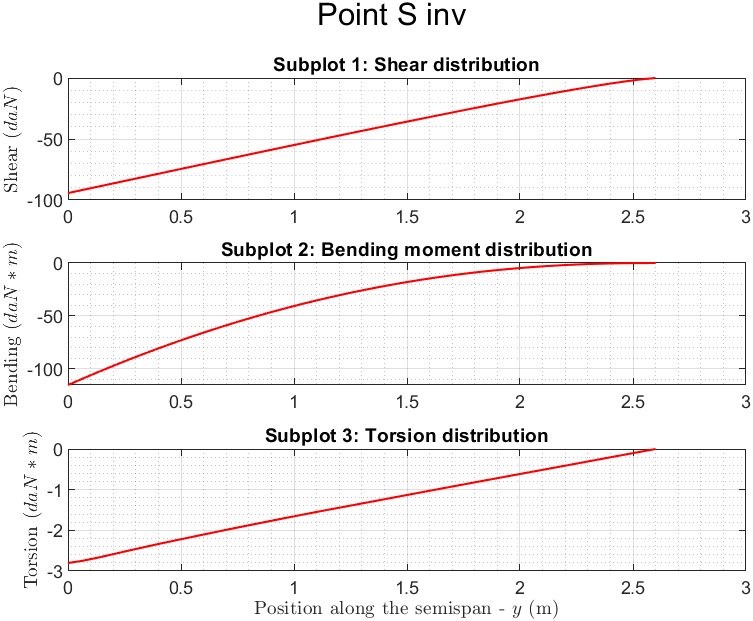 Point S inv
Subplot 1: Shear distribution
Shear (daN)
0
-50
-100
0 0.5 1 1.5 2 2.5 3
Subplot 2: Bending moment distribution
Bending (daN * m)
0
-50
-100
0 0.5 1 1.5 2 2.5 3
Subplot 3: Torsion distribution
Torsion (daN * m)
0
-1
-2
-3
0 0.5 1 1.5 2 2.5 3
Position along the semispan - y (m)